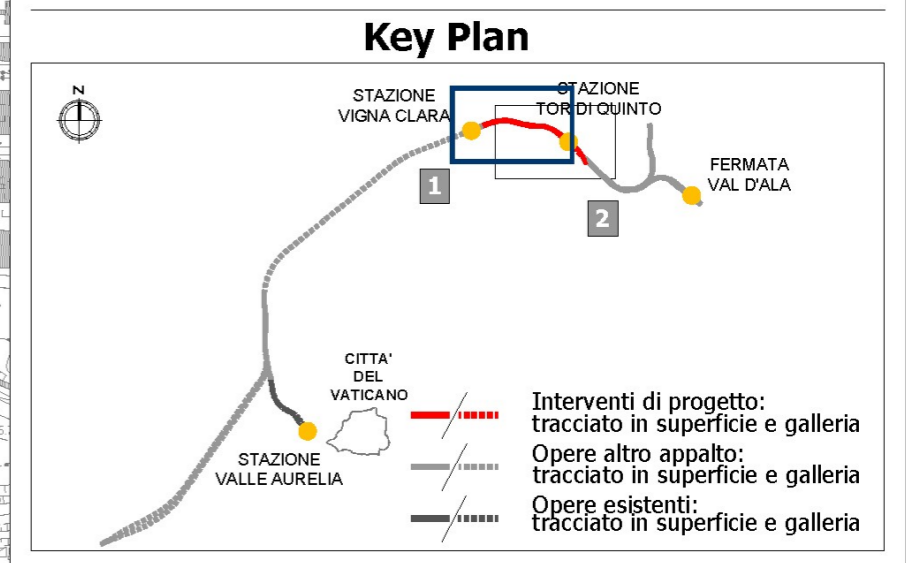 Key Plan
N
STAZIONE
VIGNA CLARA
STAZIONE
TOR DI QUINTO
FERMATA
VAL D'ALA
1
2
CITTA'
DEL
VATICANO
STAZIONE
VALLE AURELIA
Interventi di progetto:
tracciato in superficie e galleria
Opere altro appalto:
tracciato in superficie e galleria
Opere esistenti:
tracciato in superficie e galleria